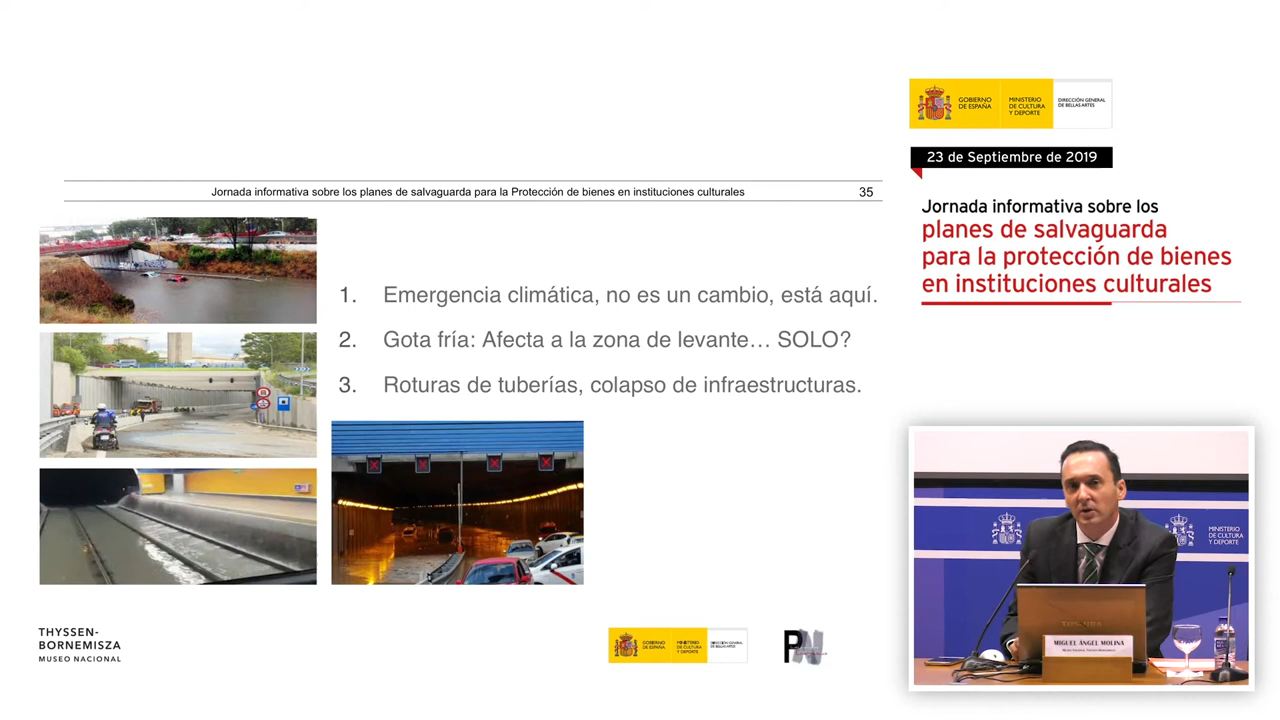 GOBIERNO
DE ESPAÑA
MINISTERIO
DE CULTURA
Y DEPORTE
DIRECCIÓN GENERAL
DE BELLAS ARTES
23 de Septiembre de 2019
Jornada informativa sobre los
planes de salvaguarda
para la protección de bienes
en instituciones culturales
Jornada informativa sobre los planes de salvaguarda para la Protección de bienes en instituciones culturales 35
1. Emergencia climática, no es un cambio, está aquí.
2. Gota fría: Afecta a la zona de levante… SOLO?
3. Roturas de tuberías, colapso de infraestructuras.
THYSSEN-
BORNEMISZA
MUSEO NACIONAL
GOBIERNO
DE ESPAÑA
MINISTERIO
DE CULTURA
Y DEPORTE
DIRECCIÓN GENERAL
DE BELLAS ARTES
PN
MINISTERIO
DE CULTURA
Y DEPORTE
TOSHIBA
MIGUEL ÁNGEL MOLINA